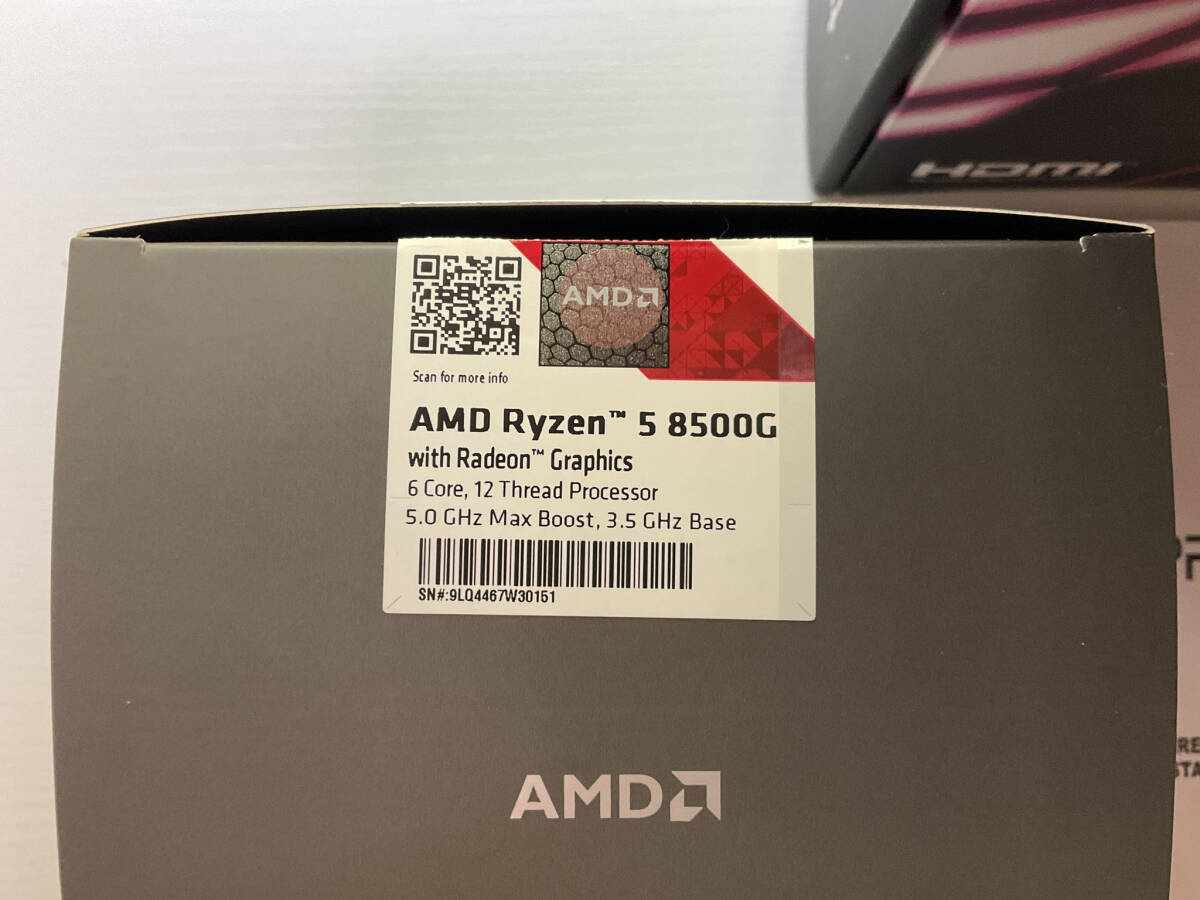 HDMI
AMD
Scan for more info
AMD Ryzen™ 5 8500G
with Radeon™ Graphics
6 Core, 12 Thread Processor
5.0 GHz Max Boost, 3.5 GHz Base
SN#:9LQ4467W30151
AMD